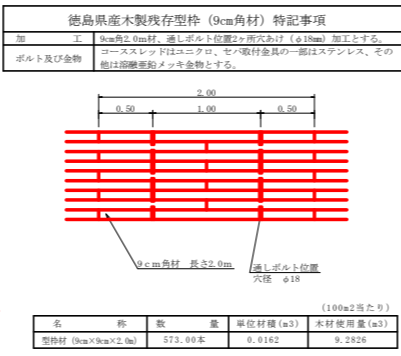 徳島県産木製残存型枠（9cm角材）特記事項
加　　　工　9cm角2.0m材、通しボルト位置2ヶ所穴あけ（φ18mm）加工とする。
ボルト及び金物　コーススレッドはユニクロ、セパ取付金具の一部はステンレス、その
他は溶融亜鉛メッキ金物とする。
2.00
0.50　1.00　0.50
9cm角材　長さ2.0m
通しボルト位置
穴径　φ18
(100m2当たり)
名　　称　数　　量　単位材積(m3)　木材使用量(m3)
型枠材 (9cm×9cm×2.0m)　573.00本　0.0162　9.2826